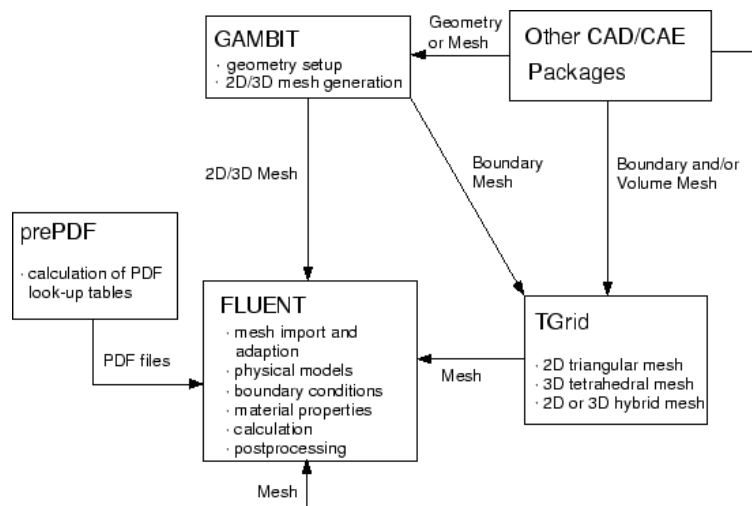 GAMBIT
· geometry setup
· 2D/3D mesh generation
Geometry
or Mesh
Other CAD/CAE
Packages
2D/3D Mesh
Boundary
Mesh
Boundary and/or
Volume Mesh
prePDF
· calculation of PDF
look-up tables
PDF files
FLUENT
· mesh import and
adaption
· physical models
· boundary conditions
· material properties
· calculation
· postprocessing
Mesh
TGrid
· 2D triangular mesh
· 3D tetrahedral mesh
· 2D or 3D hybrid mesh
Mesh